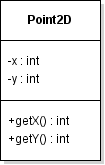 Point2D
-x : int
-y : int
+getX() : int
+getY() : int